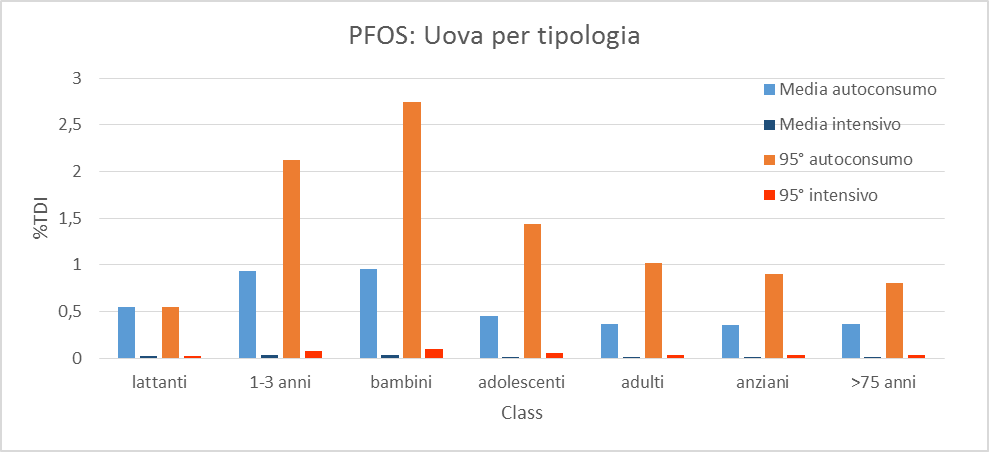 PFOS: Uova per tipologia
3
2,5
2
1,5
1
0,5
0
%TDI
Media autoconsumo
Media intensivo
95° autoconsumo
95° intensivo
lattanti 1-3 anni bambini adolescenti adulti anziani >75 anni
Class